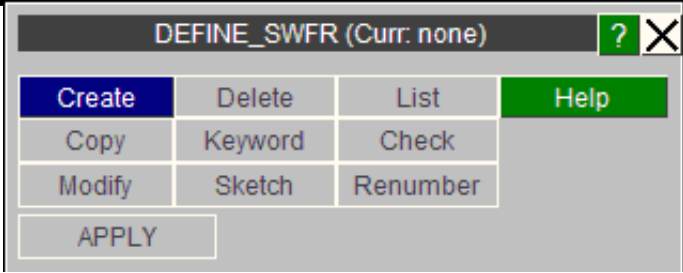 DEFINE_SWFR (Curr: none) ? X
Create Delete List Help
Copy Keyword Check
Modify Sketch Renumber
APPLY